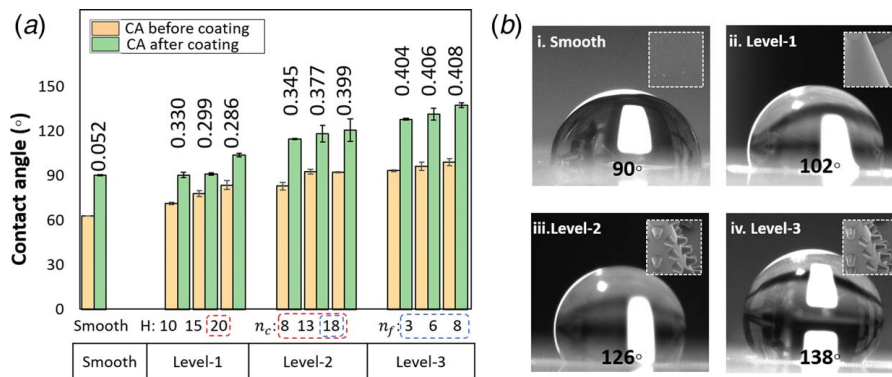 (a)
CA before coating
CA after coating
Contact angle (°)
150
120
90
60
30
0
0.052
0.330
0.299
0.286
0.345
0.377
0.399
0.404
0.406
0.408
Smooth H: 10 15 20 n_c: 8 13 18 n_f: 3 6 8
Smooth Level-1 Level-2 Level-3
(b)
i. Smooth
90°
ii. Level-1
102°
iii.Level-2
126°
iv. Level-3
138°